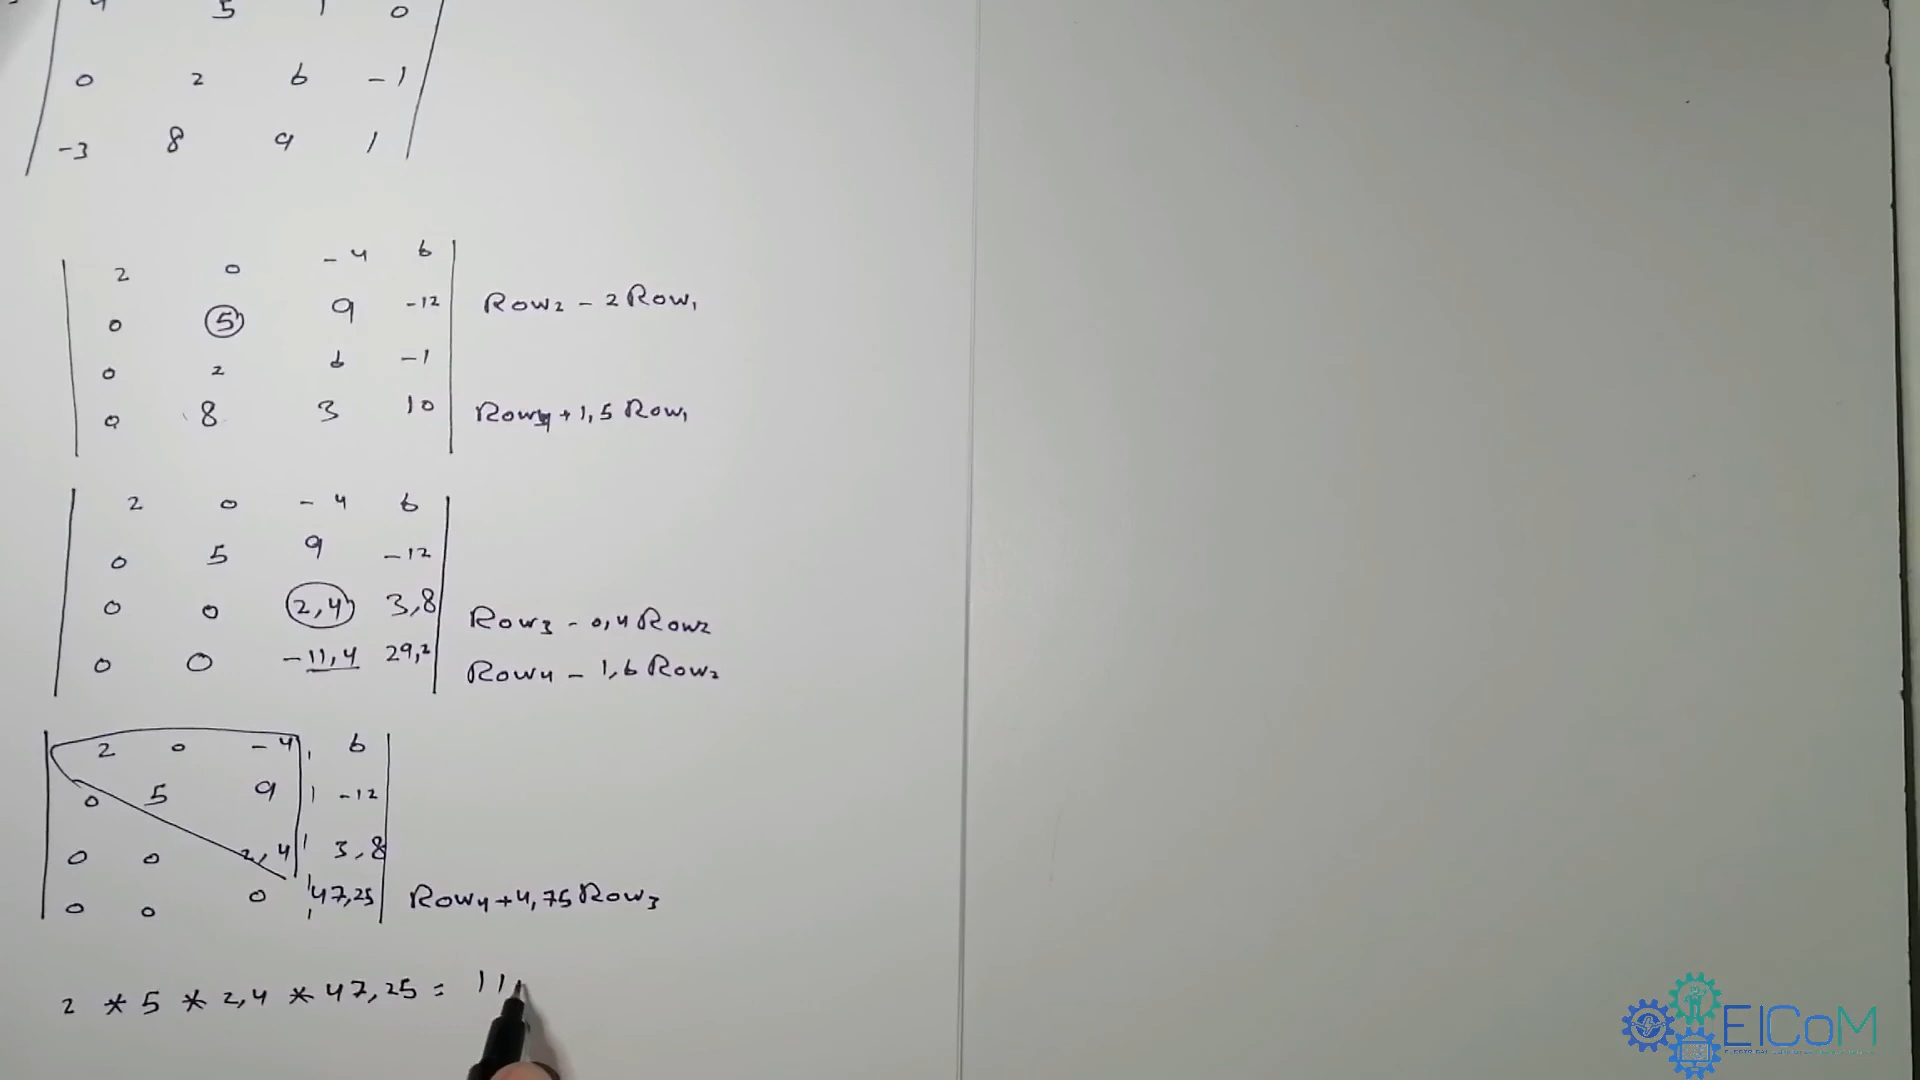 4 5 1 0
0 2 6 -1
-3 8 9 1
2 0 -4 6
0 5 9 -12 Row2 - 2 Row1
0 2 6 -1
0 8 3 10 Row4 + 1,5 Row1
2 0 -4 6
0 5 9 -12
0 0 2,4 3,8 Row3 - 0,4 Row2
0 0 -11,4 29,2 Row4 - 1,6 Row2
2 0 -4 6
0 5 9 -12
0 0 2,4 3,8
0 0 0 47,25 Row4 + 4,75 Row3
2 * 5 * 2,4 * 47,25 = 11
EICoM